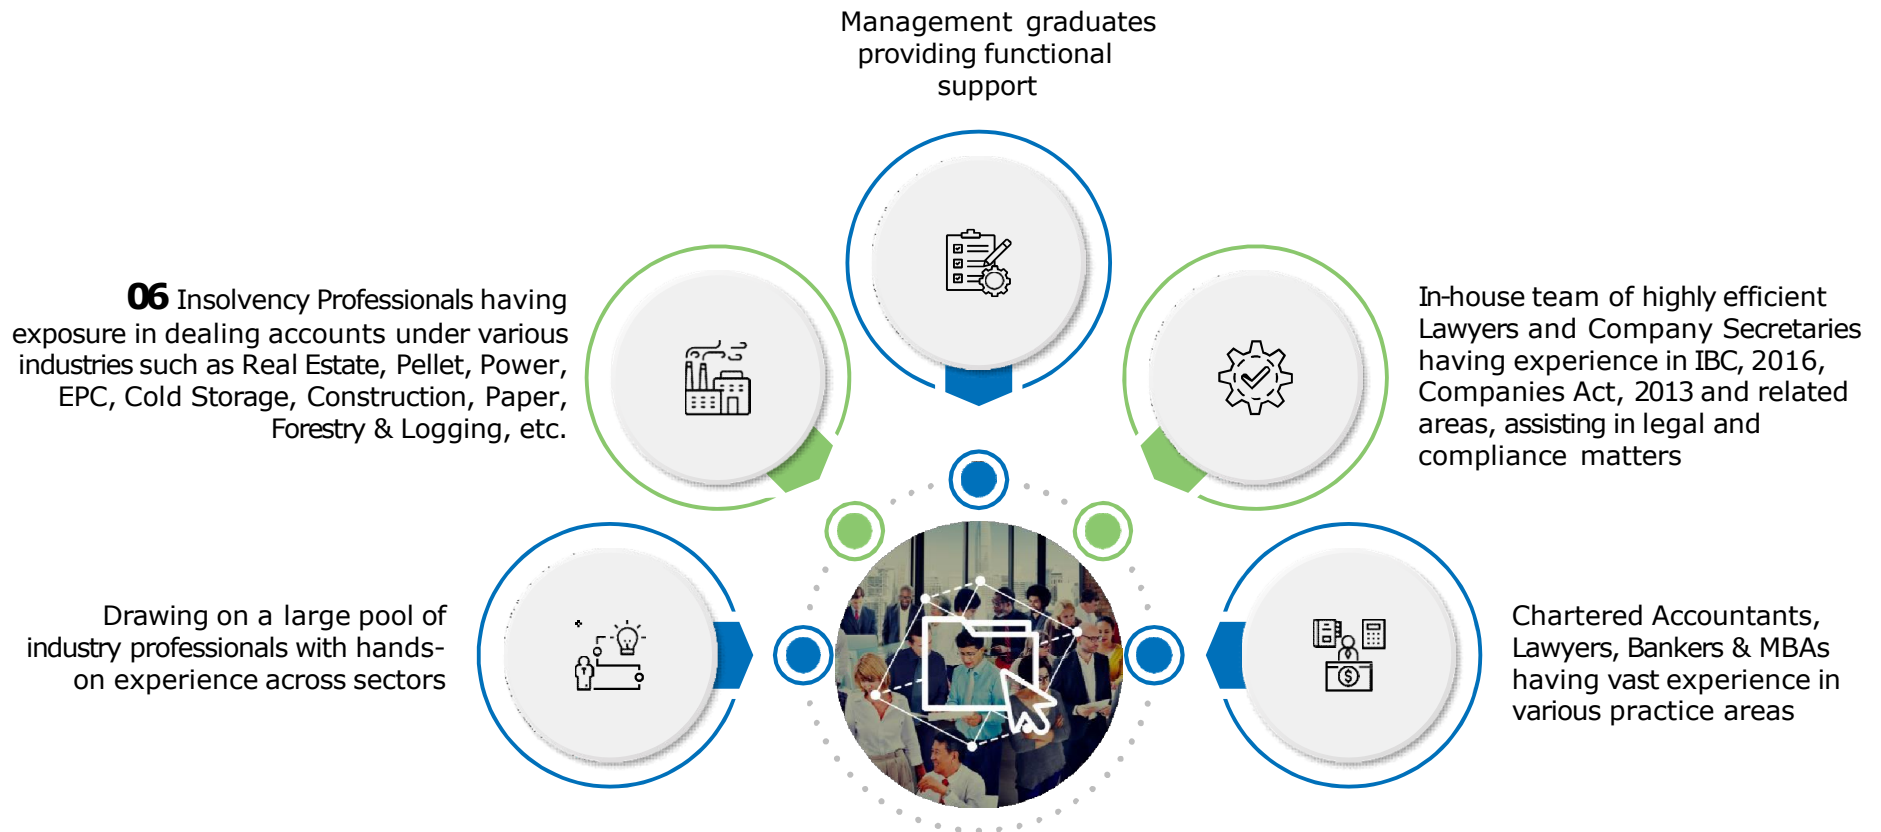 Management graduates
providing functional
support
06 Insolvency Professionals having
exposure in dealing accounts under various
industries such as Real Estate, Pellet, Power,
EPC, Cold Storage, Construction, Paper,
Forestry & Logging, etc.
In-house team of highly efficient
Lawyers and Company Secretaries
having experience in IBC, 2016,
Companies Act, 2013 and related
areas, assisting in legal and
compliance matters
Drawing on a large pool of
industry professionals with hands-
on experience across sectors
Chartered Accountants,
Lawyers, Bankers & MBAs
having vast experience in
various practice areas